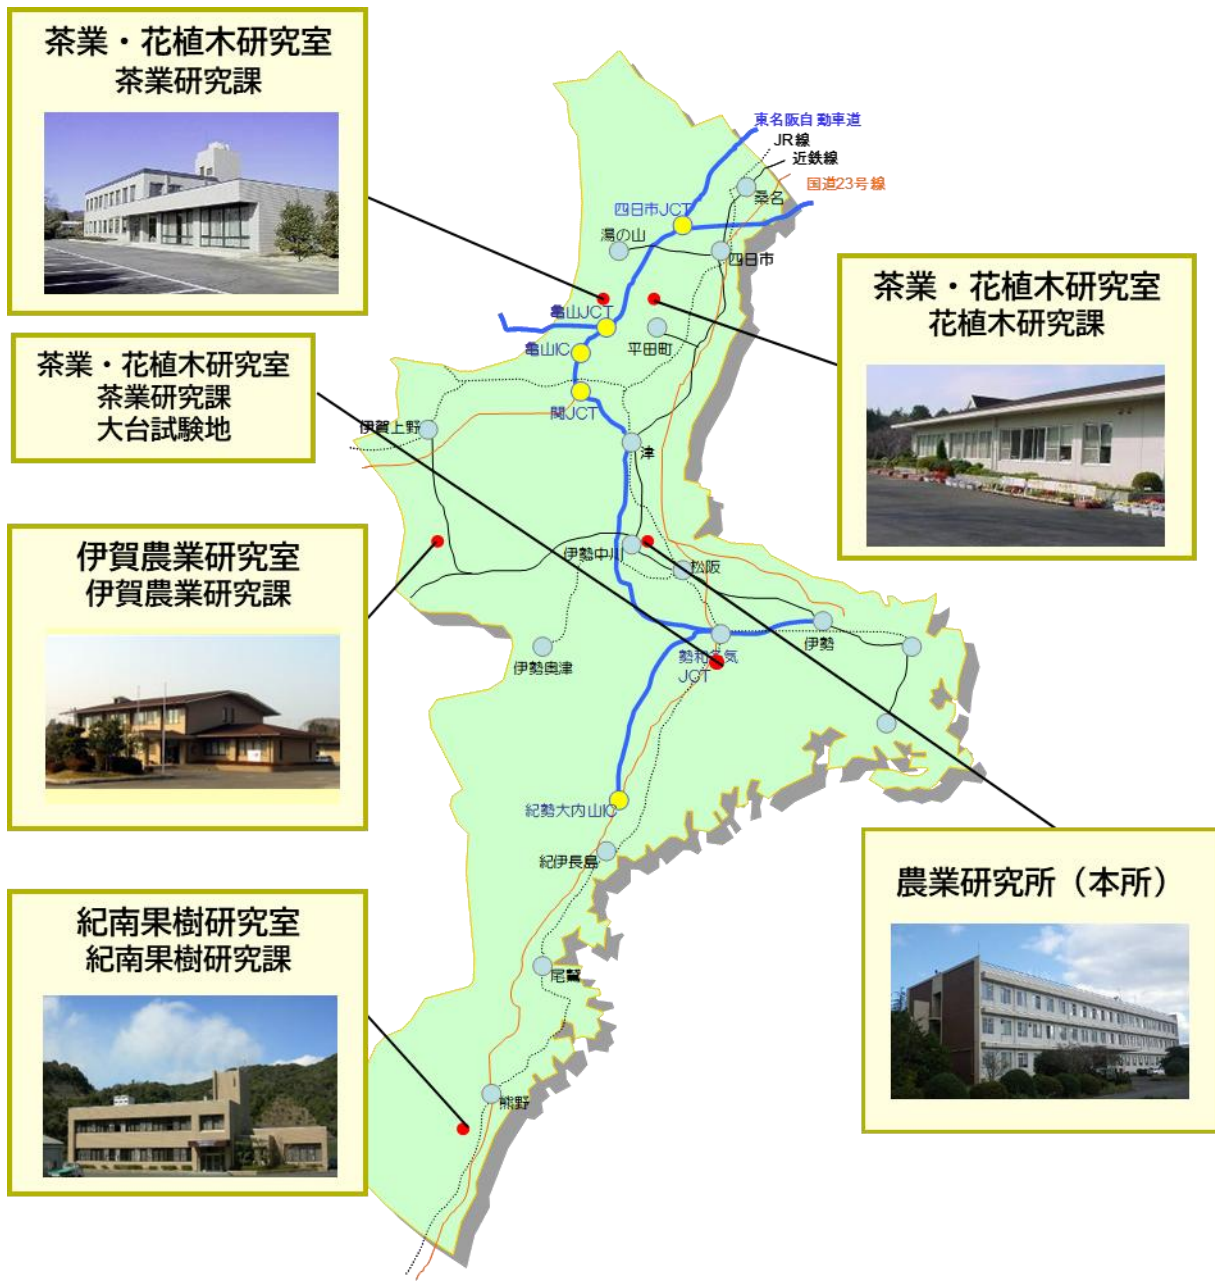 茶業・花植木研究室
茶業研究課
東名阪自動車道
JR線
近鉄線
国道23号線
桑名
四日市JCT
湯の山
四日市
茶業・花植木研究室
花植木研究課
亀山JCT
平田町
亀山IC
茶業・花植木研究室
茶業研究課
大台試験地
関JCT
伊賀上野
津
伊賀農業研究室
伊賀農業研究課
伊勢中川
松阪
伊勢
伊勢奥津
勢和多気
JCT
紀勢大内山IC
紀伊長島
農業研究所（本所）
紀南果樹研究室
紀南果樹研究課
尾鷲
熊野